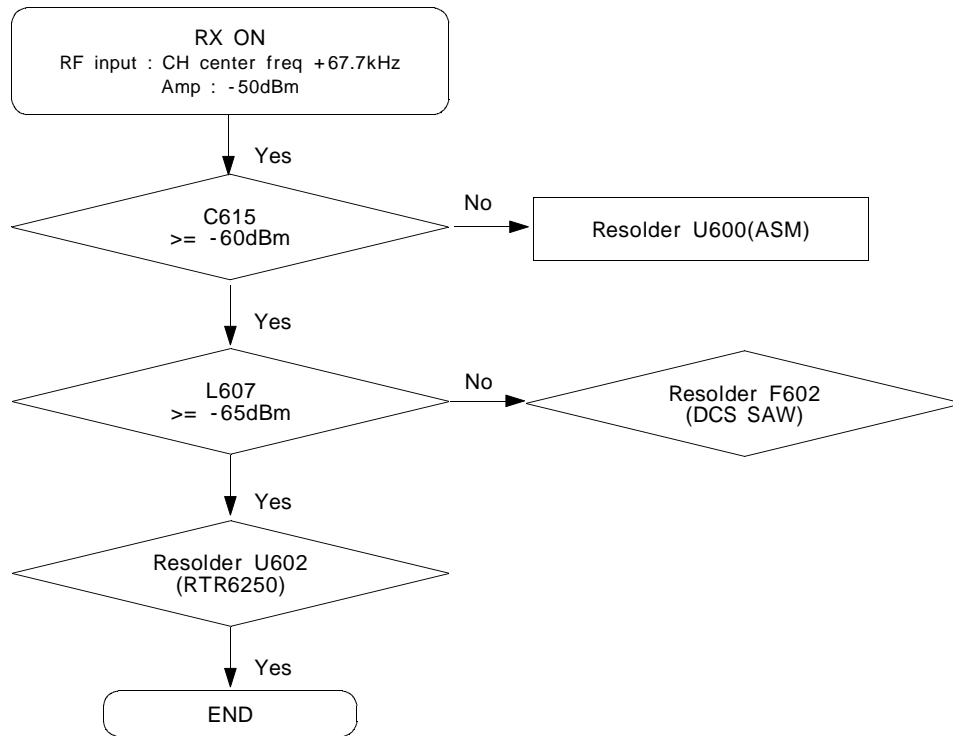 RX ON
RF input : CH center freq +67.7kHz
Amp : -50dBm
Yes
C615
>= -60dBm
No
Resolder U600(ASM)
Yes
L607
>= -65dBm
No
Resolder F602
(DCS SAW)
Yes
Resolder U602
(RTR6250)
Yes
END